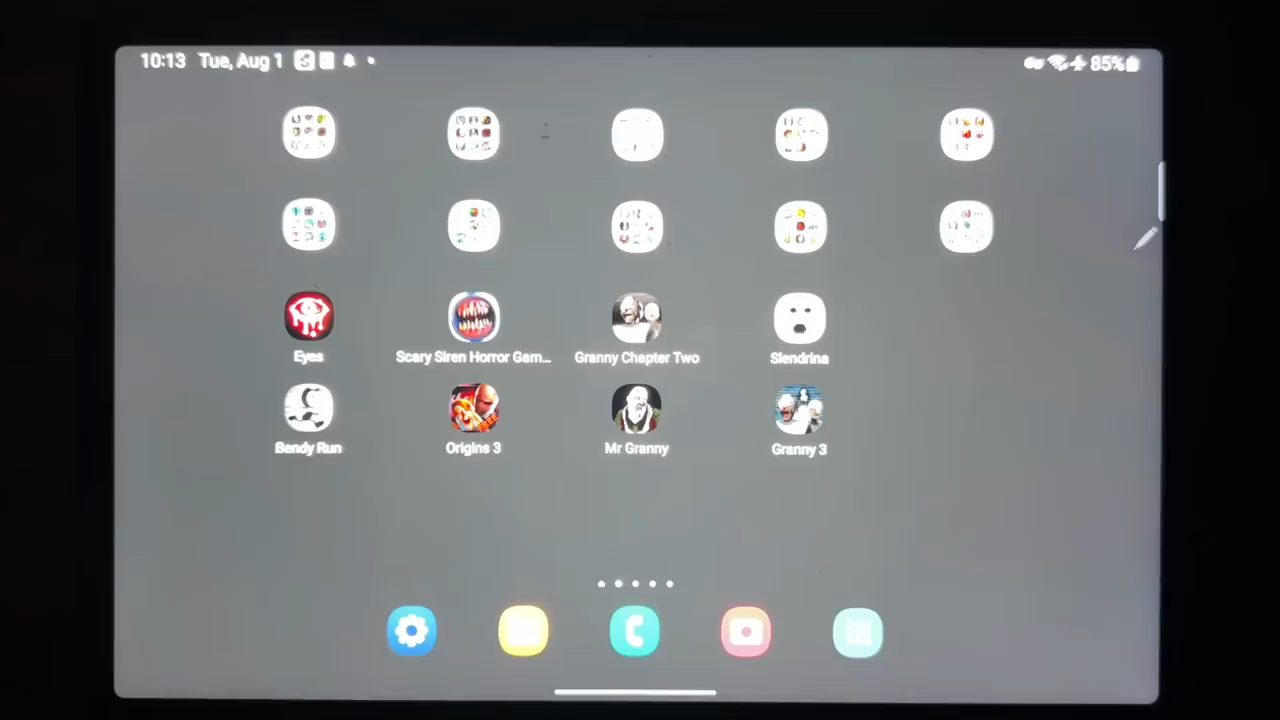 10:13 Tue, Aug 1
85%
Eyes
Scary Siren Horror Gam...
Granny Chapter Two
Slendrina
Bendy Run
Origins 3
Mr Granny
Granny 3